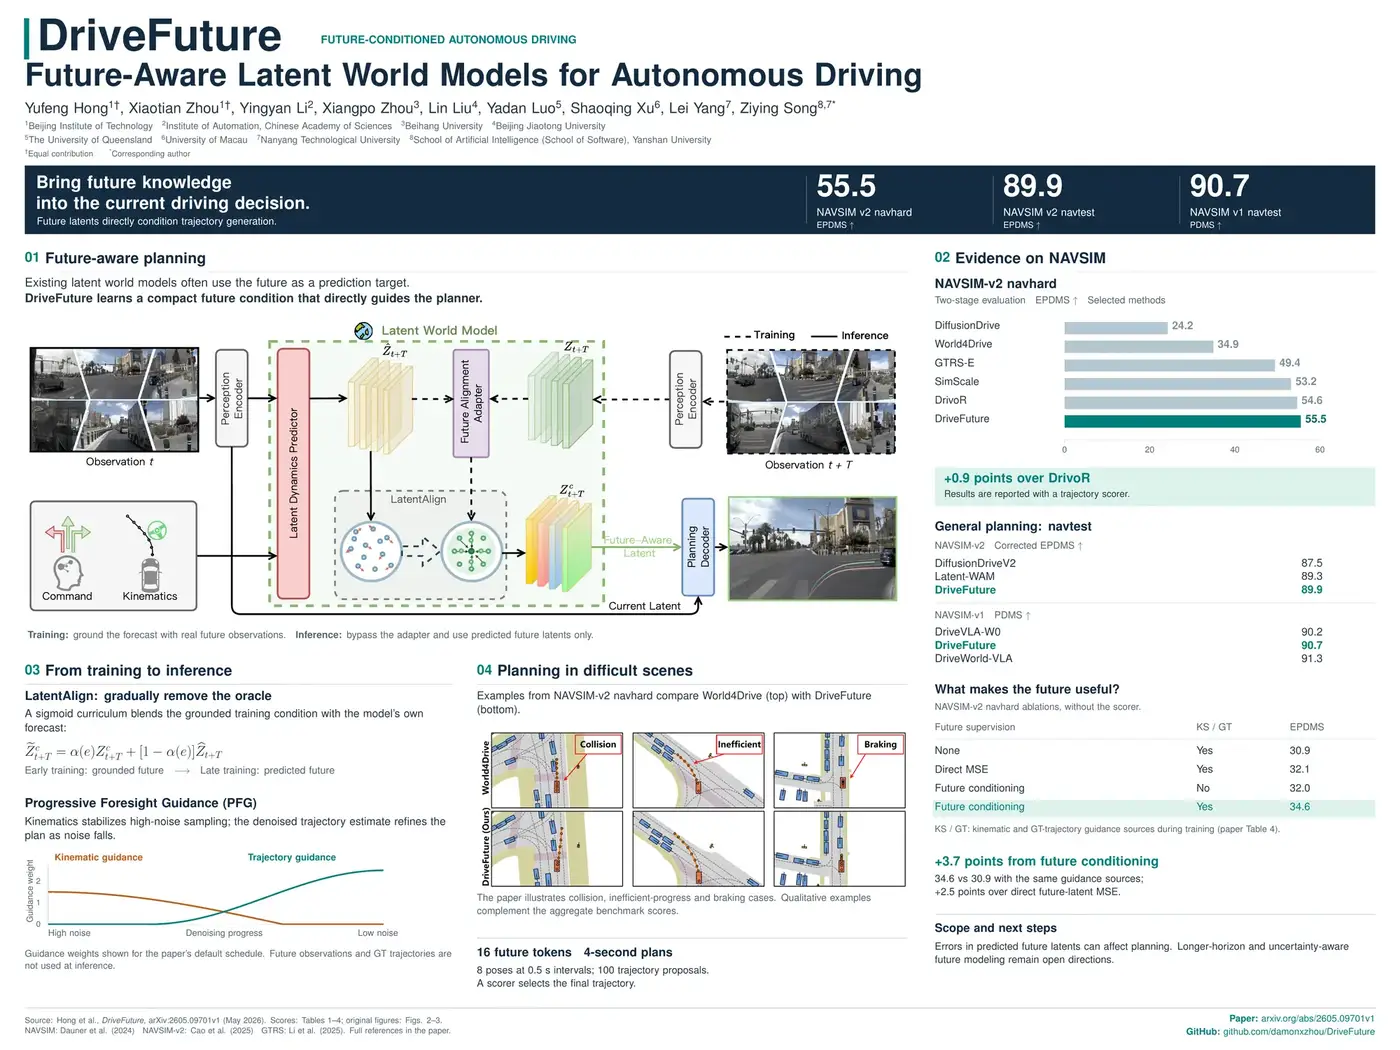 DriveFuture
FUTURE-CONDITIONED AUTONOMOUS DRIVING
Future-Aware Latent World Models for Autonomous Driving
Yufeng Hong1†, Xiaotian Zhou1†, Yingyan Li2, Xiangpo Zhou3, Lin Liu4, Yadan Luo5, Shaoqing Xu6, Lei Yang7, Ziying Song8,7*
1Beijing Institute of Technology 2Institute of Automation, Chinese Academy of Sciences 3Beihang University 4Beijing Jiaotong University
5The University of Queensland 6University of Macau 7Nanyang Technological University 8School of Artificial Intelligence (School of Software), Yanshan University
†Equal contribution *Corresponding author
Bring future knowledge
into the current driving decision.
Future latents directly condition trajectory generation.
55.5
NAVSIM v2 navhard
EPDMS ↑
89.9
NAVSIM v2 navtest
EPDMS ↑
90.7
NAVSIM v1 navtest
PDMS ↑
01 Future-aware planning
Existing latent world models often use the future as a prediction target.
DriveFuture learns a compact future condition that directly guides the planner.
Latent World Model
Training
Inference
Perception Encoder
Latent Dynamics Predictor
Ẑt+T
Future Alignment Adapter
Zt+T
Perception Encoder
Observation t
Observation t + T
LatentAlign
Z^c t+T
Future-Aware Latent
Planning Decoder
Command
Kinematics
Current Latent
Training: ground the forecast with real future observations. Inference: bypass the adapter and use predicted future latents only.
03 From training to inference
LatentAlign: gradually remove the oracle
A sigmoid curriculum blends the grounded training condition with the model's own
forecast:
Z̃^c t+T = α(e)Z^c t+T + [1 − α(e)]Ẑt+T
Early training: grounded future ⟶ Late training: predicted future
Progressive Foresight Guidance (PFG)
Kinematics stabilizes high-noise sampling; the denoised trajectory estimate refines the
plan as noise falls.
Kinematic guidance
Trajectory guidance
Guidance weight
2
1
0
High noise
Denoising progress
Low noise
Guidance weights shown for the paper's default schedule. Future observations and GT trajectories are
not used at inference.
04 Planning in difficult scenes
Examples from NAVSIM-v2 navhard compare World4Drive (top) with DriveFuture
(bottom).
World4Drive
Collision
Inefficient
Braking
DriveFuture (Ours)
The paper illustrates collision, inefficient-progress and braking cases. Qualitative examples
complement the aggregate benchmark scores.
16 future tokens 4-second plans
8 poses at 0.5 s intervals; 100 trajectory proposals.
A scorer selects the final trajectory.
02 Evidence on NAVSIM
NAVSIM-v2 navhard
Two-stage evaluation EPDMS ↑ Selected methods
DiffusionDrive 24.2
World4Drive 34.9
GTRS-E 49.4
SimScale 53.2
DrivoR 54.6
DriveFuture 55.5
0 20 40 60
+0.9 points over DrivoR
Results are reported with a trajectory scorer.
General planning: navtest
NAVSIM-v2 Corrected EPDMS ↑
DiffusionDriveV2 87.5
Latent-WAM 89.3
DriveFuture 89.9
NAVSIM-v1 PDMS ↑
DriveVLA-W0 90.2
DriveFuture 90.7
DriveWorld-VLA 91.3
What makes the future useful?
NAVSIM-v2 navhard ablations, without the scorer.
Future supervision KS / GT EPDMS
None Yes 30.9
Direct MSE Yes 32.1
Future conditioning No 32.0
Future conditioning Yes 34.6
KS / GT: kinematic and GT-trajectory guidance sources during training (paper Table 4).
+3.7 points from future conditioning
34.6 vs 30.9 with the same guidance sources;
+2.5 points over direct future-latent MSE.
Scope and next steps
Errors in predicted future latents can affect planning. Longer-horizon and uncertainty-aware
future modeling remain open directions.
Source: Hong et al., DriveFuture, arXiv:2605.09701v1 (May 2026). Scores: Tables 1–4; original figures: Figs. 2–3.
NAVSIM: Dauner et al. (2024) NAVSIM-v2: Cao et al. (2025) GTRS: Li et al. (2025). Full references in the paper.
Paper: arxiv.org/abs/2605.09701v1
GitHub: github.com/damonxzhou/DriveFuture